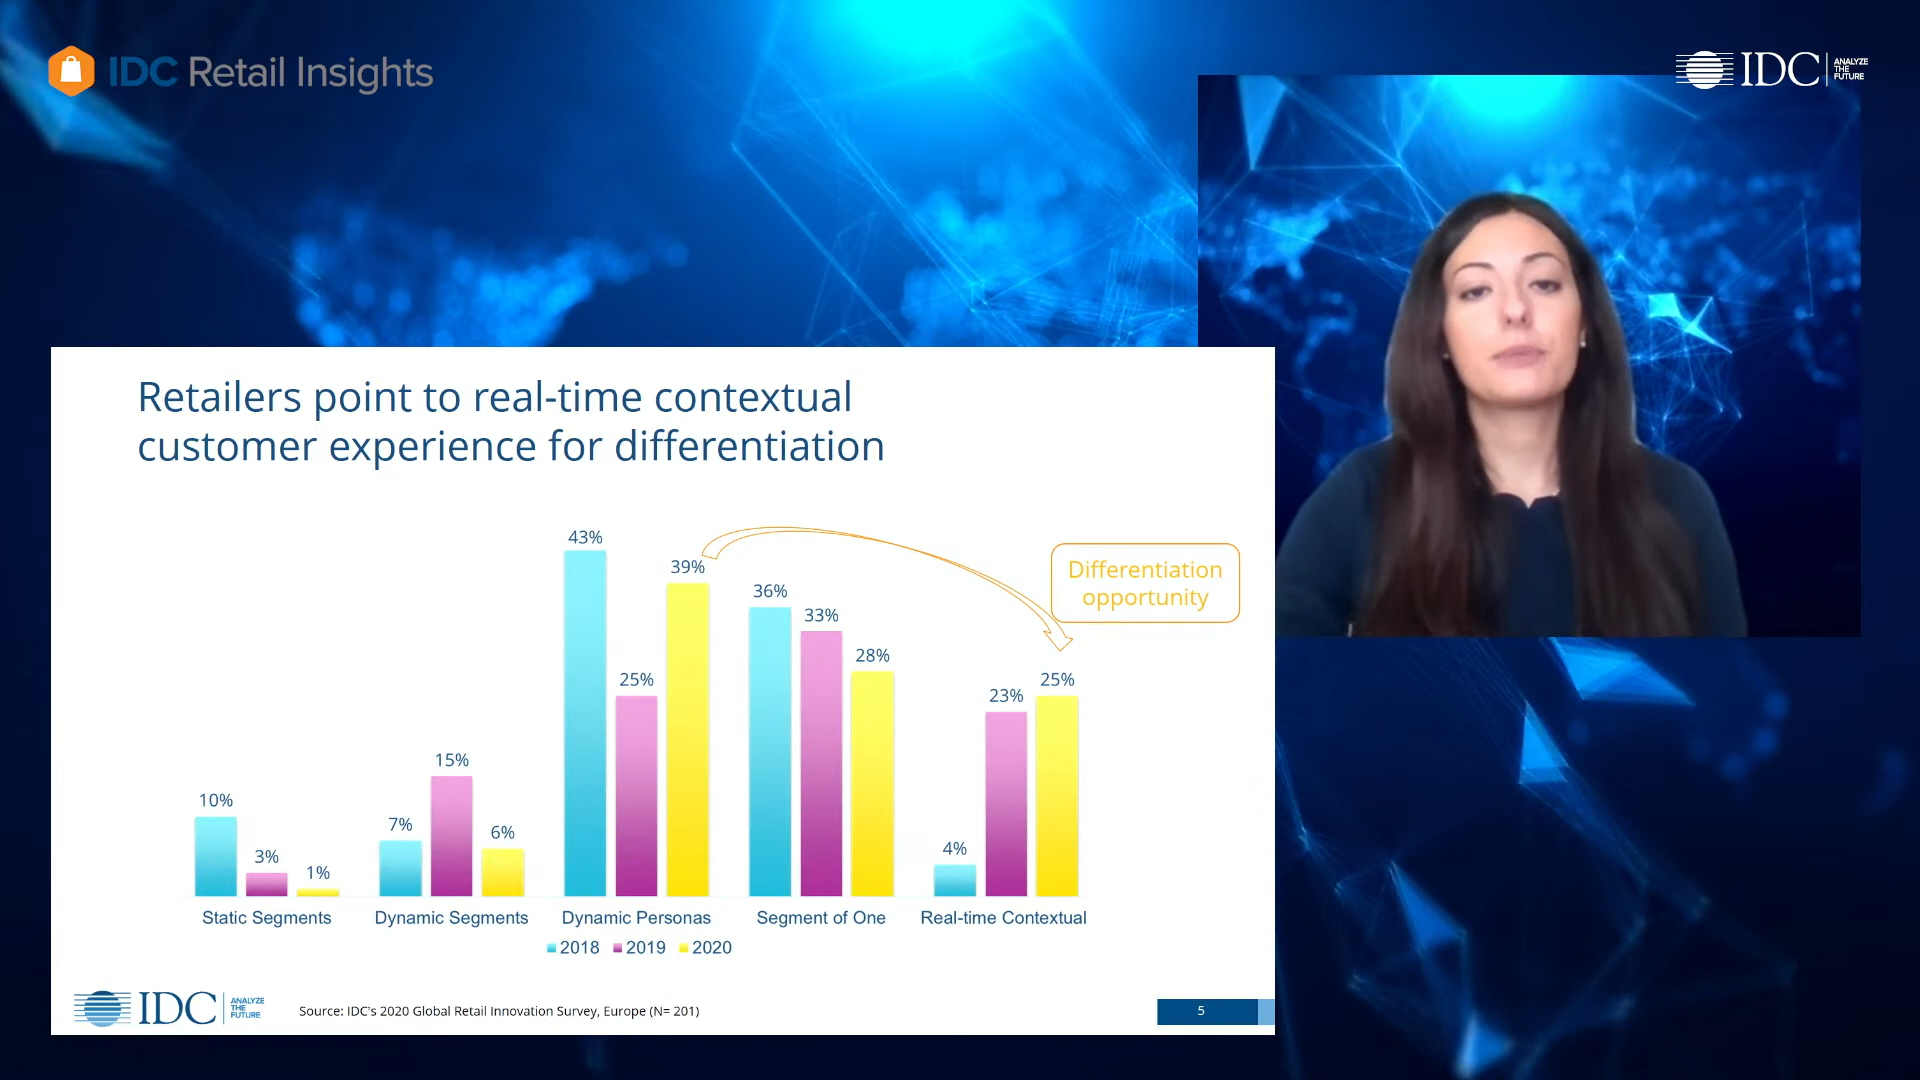 IDC Retail Insights
IDC
ANALYZE
THE
FUTURE
Retailers point to real-time contextual
customer experience for differentiation
43%
39%
36%
33%
28%
25%
25%
23%
15%
10%
7%
6%
4%
3%
1%
Differentiation
opportunity
Static Segments
Dynamic Segments
Dynamic Personas
Segment of One
Real-time Contextual
2018 2019 2020
IDC
ANALYZE
THE
FUTURE
Source: IDC's 2020 Global Retail Innovation Survey, Europe (N= 201)
5